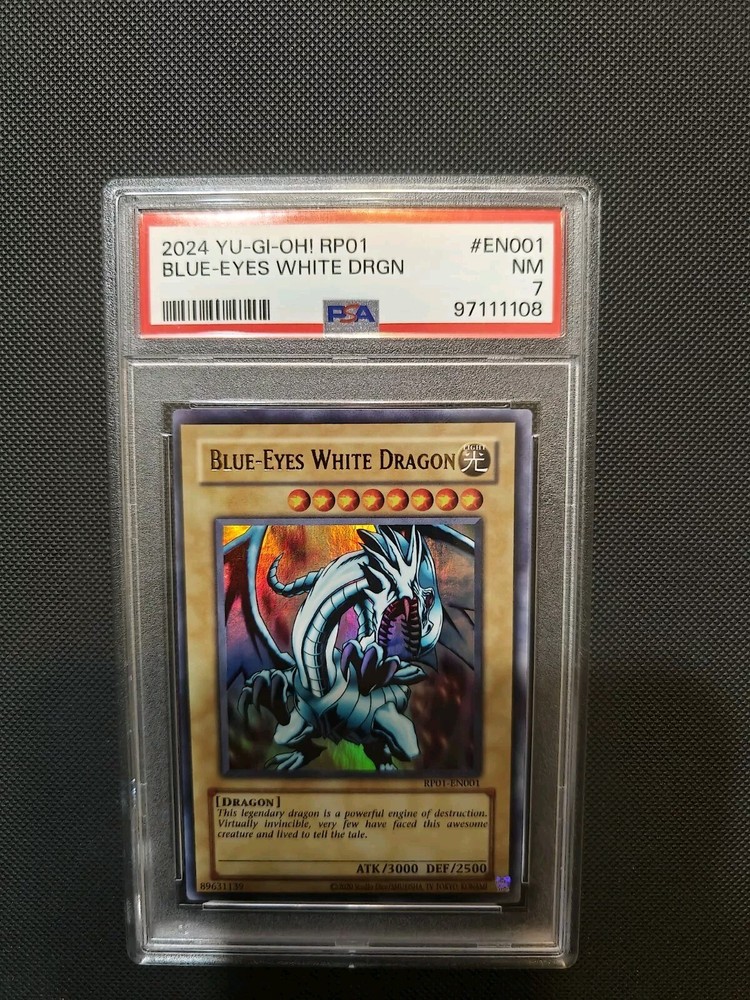 2024 YU-GI-OH! RP01 #EN001
BLUE-EYES WHITE DRGN NM
7
PSA 97111108
BLUE-EYES WHITE DRAGON
LIGHT
光
RP01-EN001
[DRAGON]
This legendary dragon is a powerful engine of destruction.
Virtually invincible, very few have faced this awesome
creature and lived to tell the tale.
ATK/3000 DEF/2500
89631139